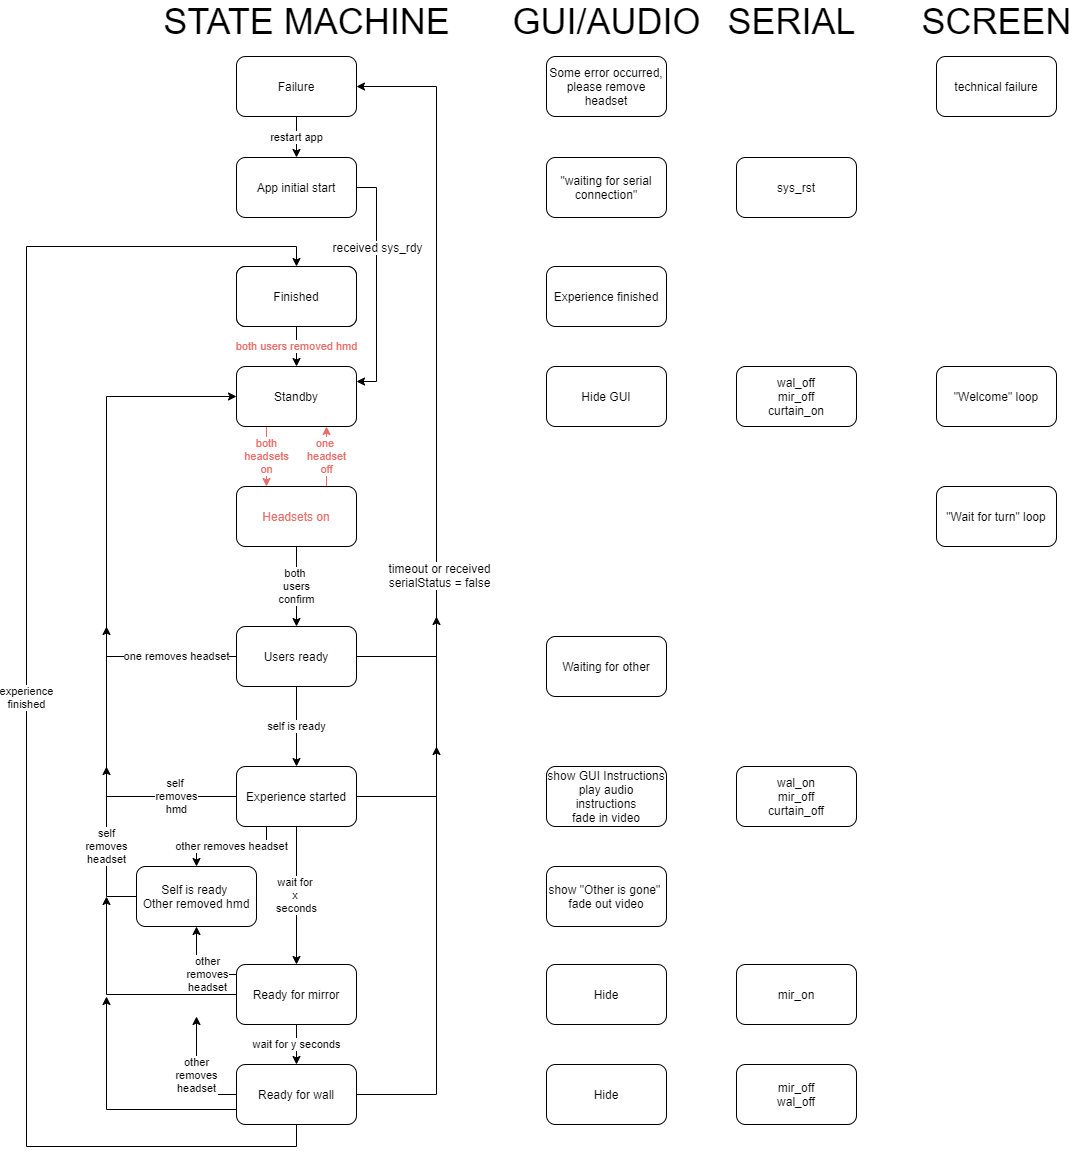 STATE MACHINE
GUI/AUDIO
SERIAL
SCREEN
Failure
Some error occurred,
please remove
headset
technical failure
restart app
App initial start
"waiting for serial
connection"
sys_rst
received sys_rdy
Finished
Experience finished
both users removed hmd
Standby
Hide GUI
wal_off
mir_off
curtain_on
"Welcome" loop
both
headsets
on
one
headset
off
Headsets on
"Wait for turn" loop
both
users
confirm
timeout or received
serialStatus = false
one removes headset
Users ready
Waiting for other
experience
finished
self is ready
self
removes
hmd
Experience started
show GUI Instructions
play audio
instructions
fade in video
wal_on
mir_off
curtain_off
self
removes
headset
other removes headset
Self is ready
Other removed hmd
wait for
x
seconds
show "Other is gone"
fade out video
other
removes
headset
Ready for mirror
Hide
mir_on
wait for y seconds
other
removes
headset
Ready for wall
Hide
mir_off
wal_off